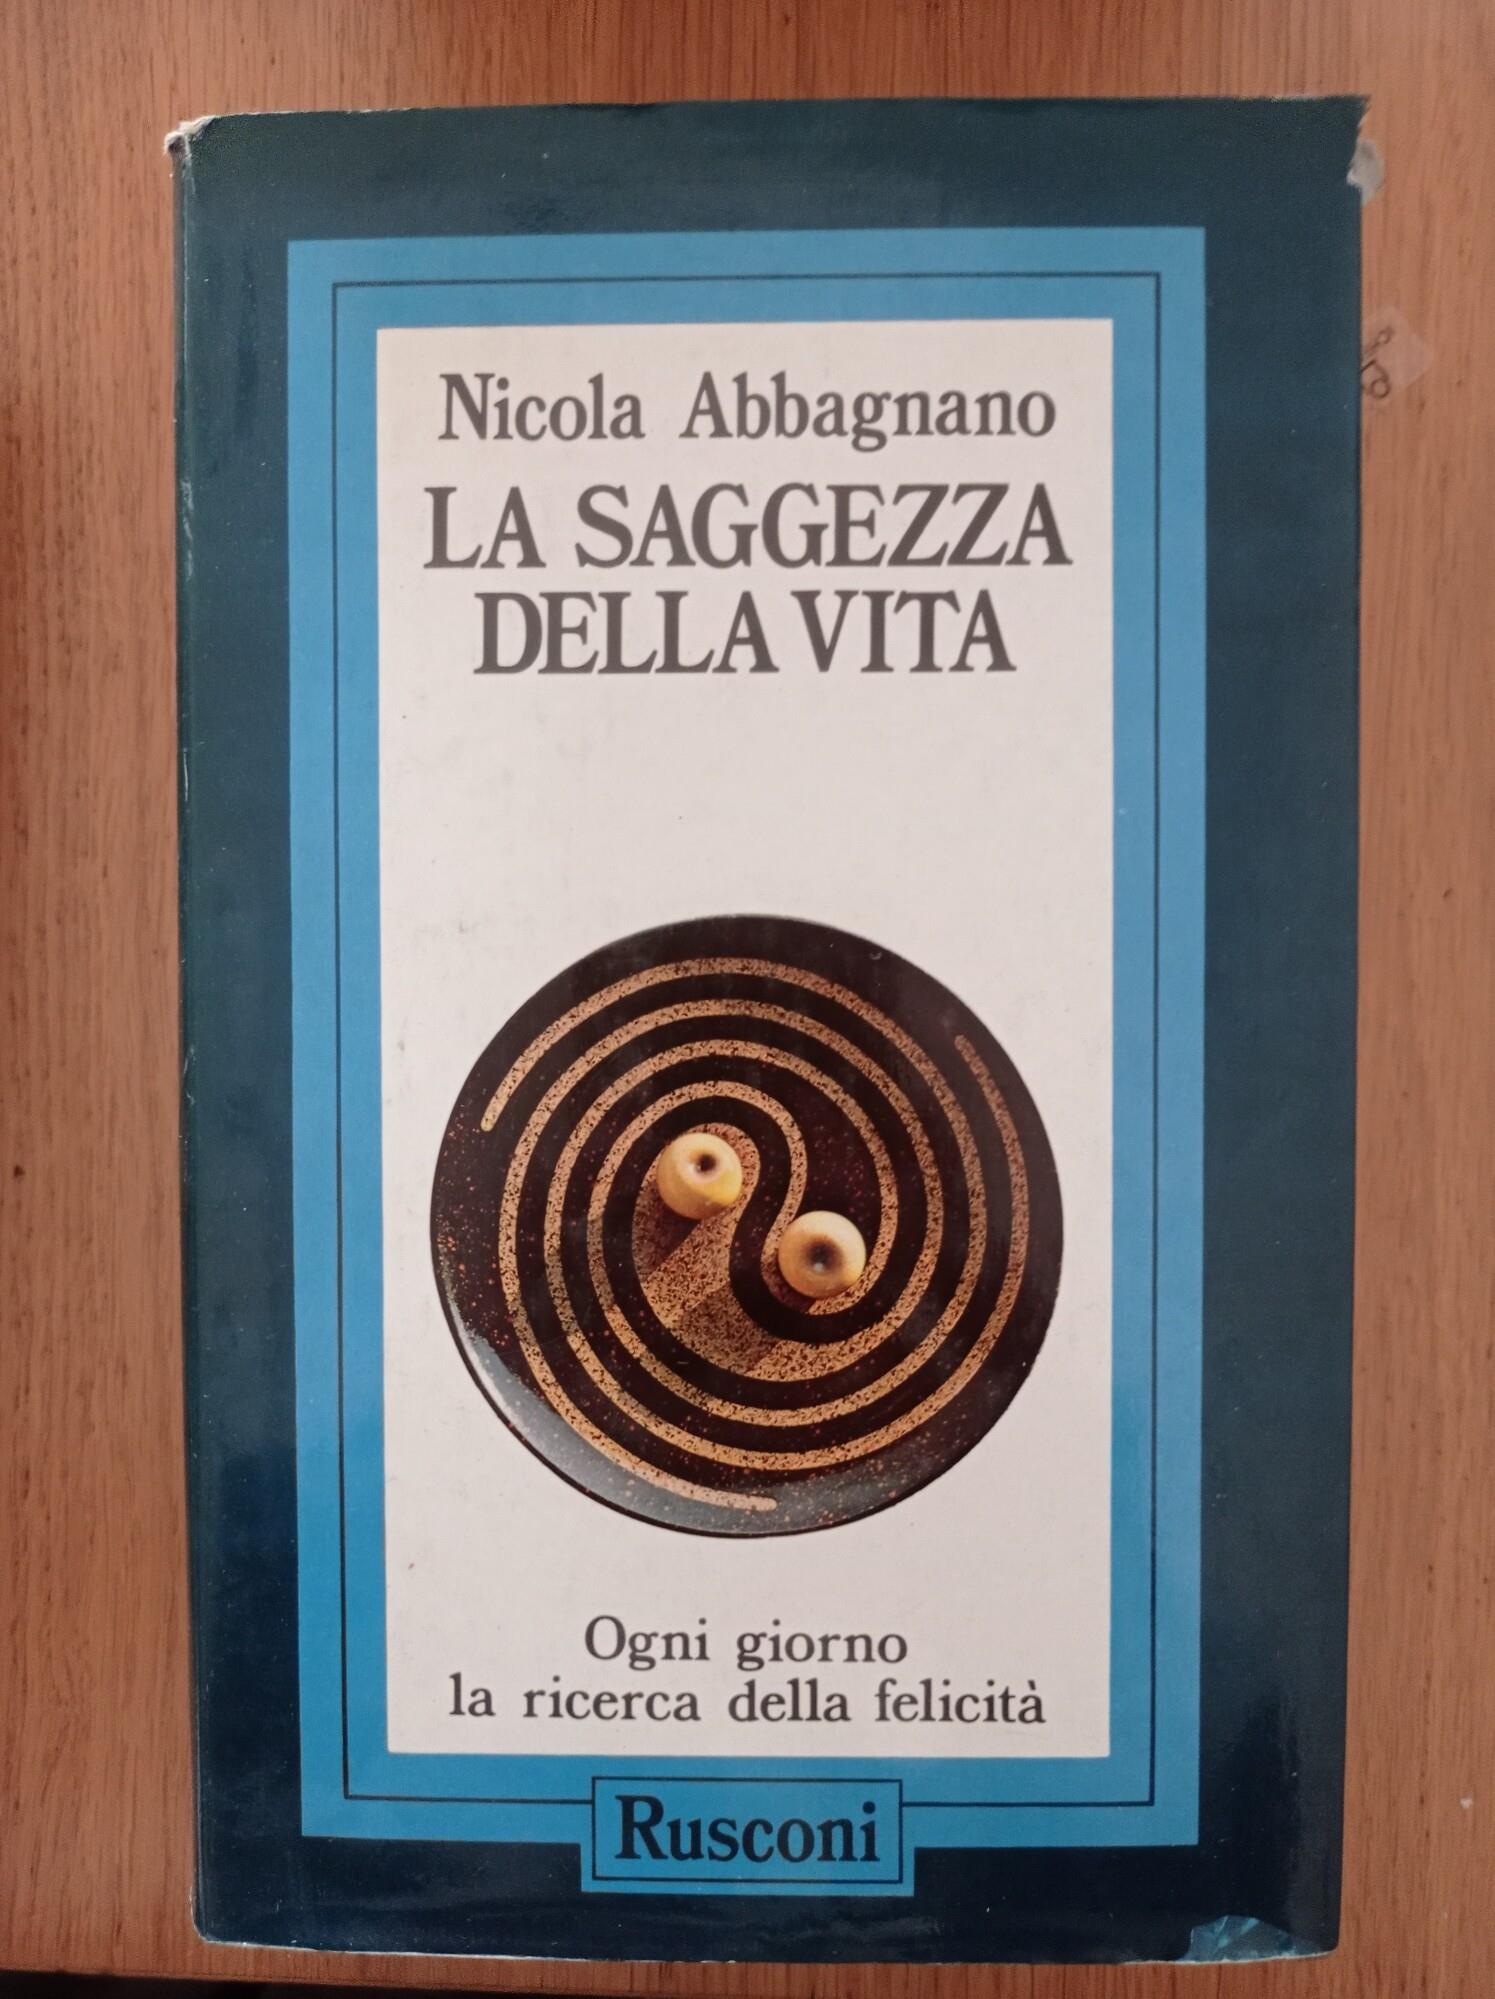 Nicola Abbagnano
LA SAGGEZZA
DELLA VITA
Ogni giorno
la ricerca della felicità
Rusconi